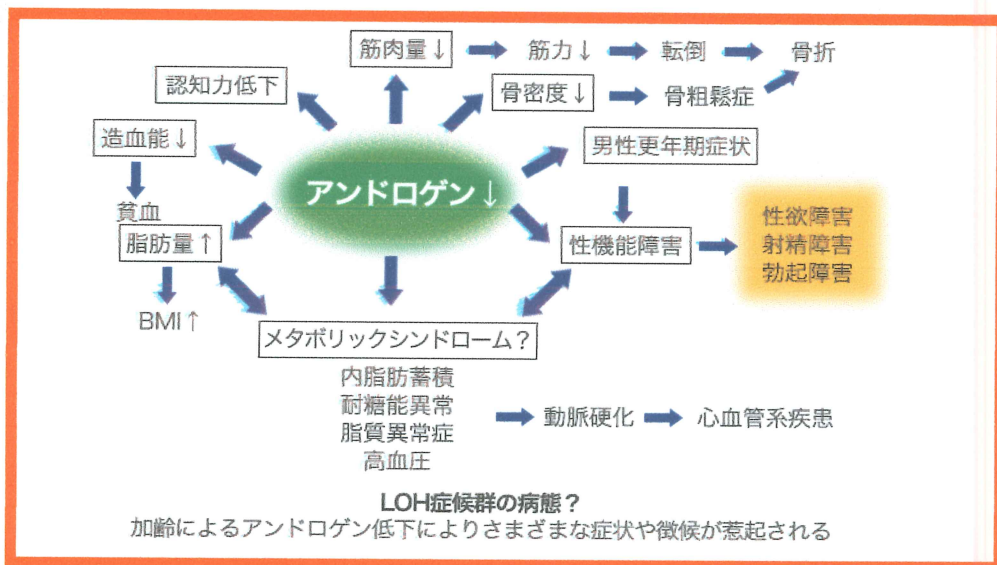 筋肉量↓ 筋力↓ 転倒 骨折
認知力低下
骨密度↓ 骨粗鬆症
造血能↓
男性更年期症状
アンドロゲン↓
貧血
脂肪量↑
性機能障害
性欲障害
射精障害
勃起障害
BMI↑
メタボリックシンドローム?
内脂肪蓄積
耐糖能異常
脂質異常症
高血圧
動脈硬化 心血管系疾患
LOH症候群の病態?
加齢によるアンドロゲン低下によりさまざまな症状や徴候が惹起される